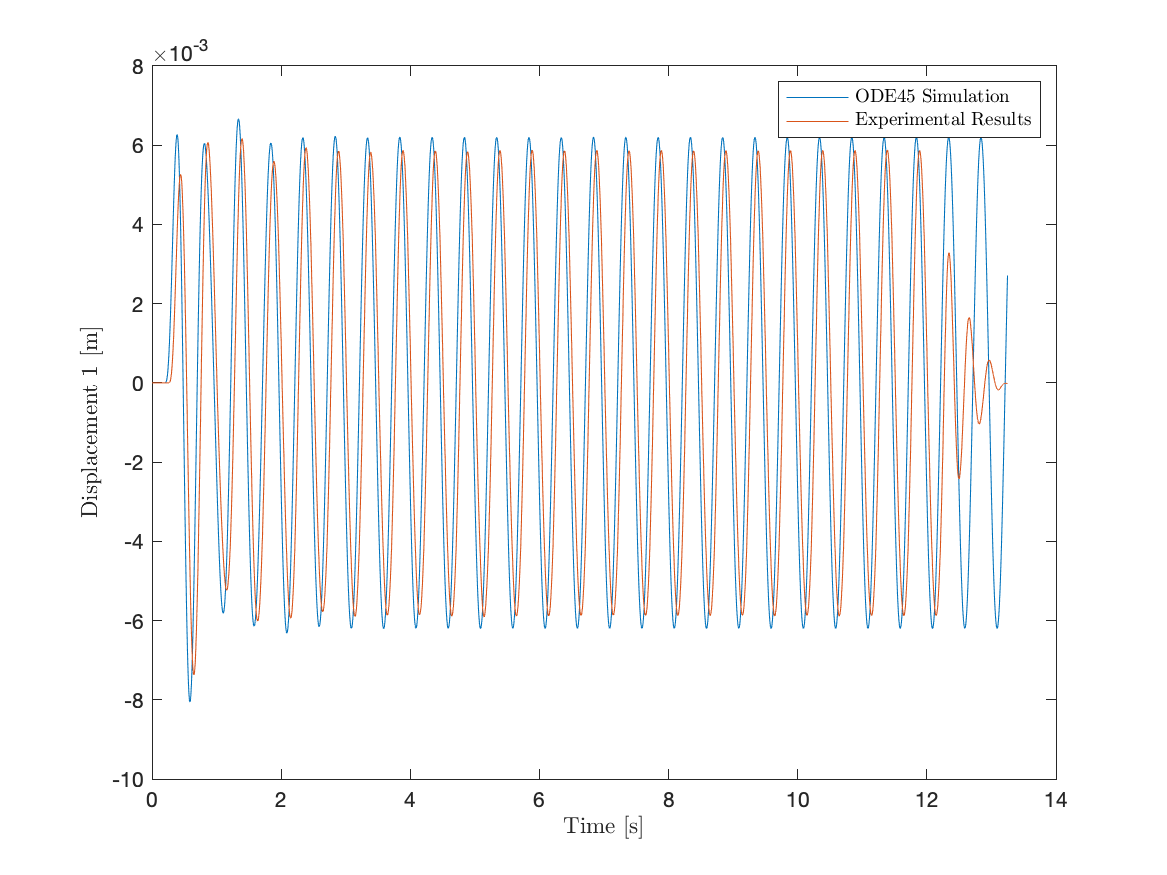 ×10-3
8
6
4
2
0
-2
-4
-6
-8
-10
0 2 4 6 8 10 12 14
Time [s]
Displacement 1 [m]
ODE45 Simulation
Experimental Results